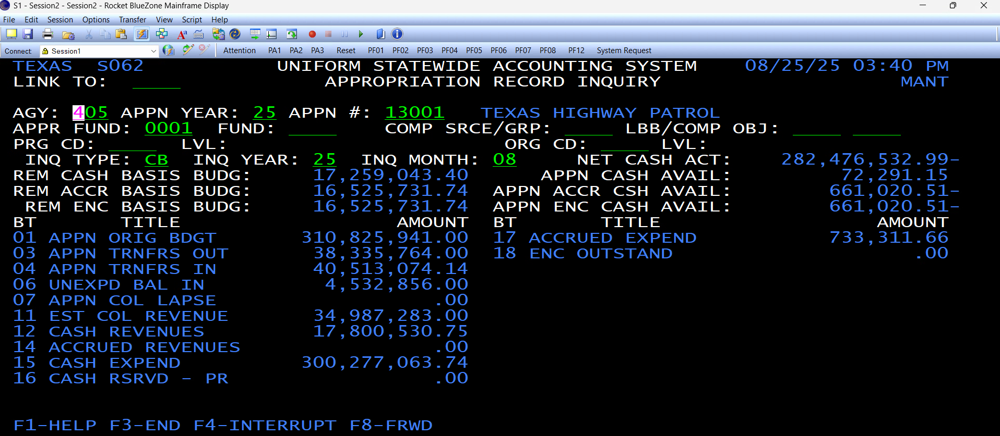 S1 - Session2 - Session2 - Rocket BlueZone Mainframe Display
File Edit Session Options Transfer View Script Help
Connect: Session1 Attention PA1 PA2 PA3 Reset PF01 PF02 PF03 PF04 PF05 PF06 PF07 PF08 PF12 System Request
TEXAS S062 UNIFORM STATEWIDE ACCOUNTING SYSTEM 08/25/25 03:40 PM
LINK TO: APPROPRIATION RECORD INQUIRY MANT
AGY: 405 APPN YEAR: 25 APPN #: 13001 TEXAS HIGHWAY PATROL
APPR FUND: 0001 FUND: COMP SRCE/GRP: LBB/COMP OBJ:
PRG CD: LVL: ORG CD: LVL:
INQ TYPE: CB INQ YEAR: 25 INQ MONTH: 08 NET CASH ACT: 282,476,532.99-
REM CASH BASIS BUDG: 17,259,043.40 APPN CASH AVAIL: 72,291.15
REM ACCR BASIS BUDG: 16,525,731.74 APPN ACCR CSH AVAIL: 661,020.51-
REM ENC BASIS BUDG: 16,525,731.74 APPN ENC CASH AVAIL: 661,020.51-
BT TITLE AMOUNT BT TITLE AMOUNT
01 APPN ORIG BDGT 310,825,941.00 17 ACCRUED EXPEND 733,311.66
03 APPN TRNFRS OUT 38,335,764.00 18 ENC OUTSTAND .00
04 APPN TRNFRS IN 40,513,074.14
06 UNEXPD BAL IN 4,532,856.00
07 APPN COL LAPSE .00
11 EST COL REVENUE 34,987,283.00
12 CASH REVENUES 17,800,530.75
14 ACCRUED REVENUES .00
15 CASH EXPEND 300,277,063.74
16 CASH RSRVD - PR .00
F1-HELP F3-END F4-INTERRUPT F8-FRWD